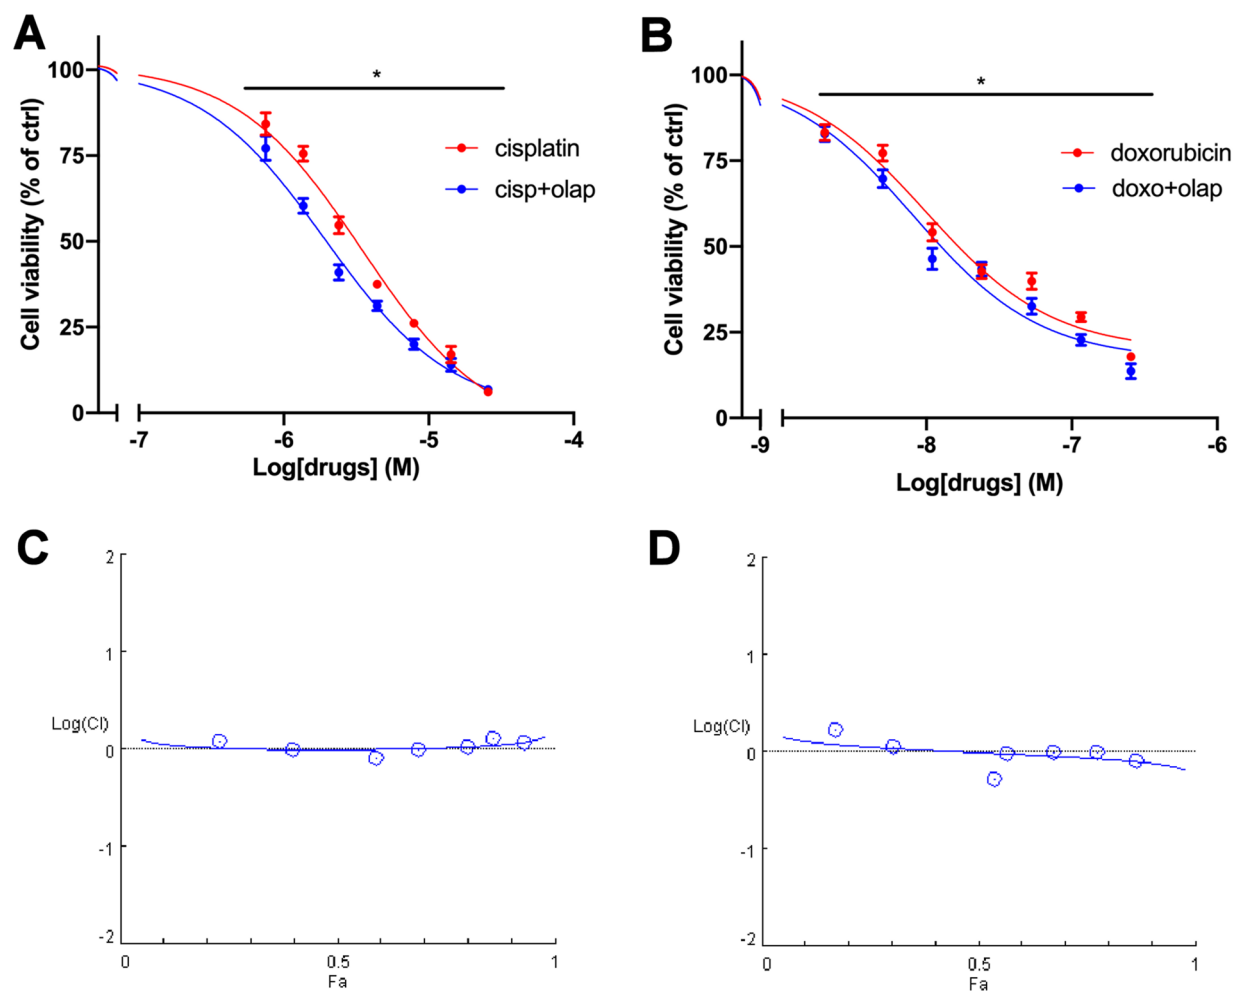 A
Cell viability (% of ctrl)
100
75
50
25
0
*
cisplatin
cisp+olap
-7
-6
-5
-4
Log[drugs] (M)
B
Cell viability (% of ctrl)
100
75
50
25
0
*
doxorubicin
doxo+olap
-9
-8
-7
-6
Log[drugs] (M)
C
2
1
Log(CI)
0
-1
-2
0
0.5
1
Fa
D
2
1
Log(CI)
0
-1
-2
0
0.5
1
Fa